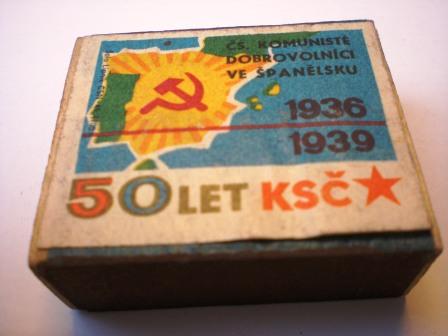 ČS. KOMUNISTÉ
DOBROVOLNÍCI
VE ŠPANĚLSKU
1936
1939
50 LET KSČ